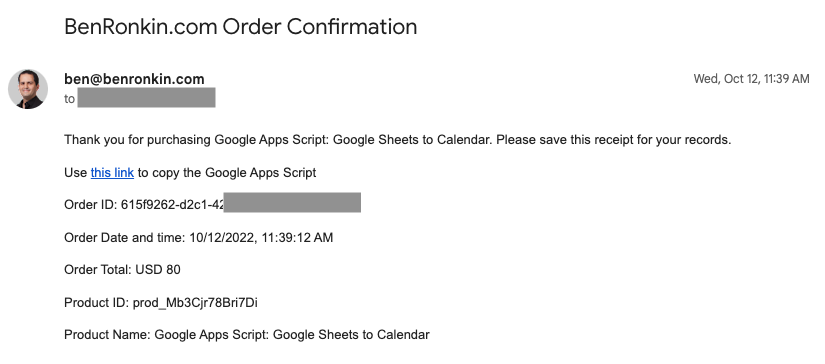 BenRonkin.com Order Confirmation
ben@benronkin.com
Wed, Oct 12, 11:39 AM
to
Thank you for purchasing Google Apps Script: Google Sheets to Calendar. Please save this receipt for your records.
Use this link to copy the Google Apps Script
Order ID: 615f9262-d2c1-42
Order Date and time: 10/12/2022, 11:39:12 AM
Order Total: USD 80
Product ID: prod_Mb3Cjr78Bri7Di
Product Name: Google Apps Script: Google Sheets to Calendar